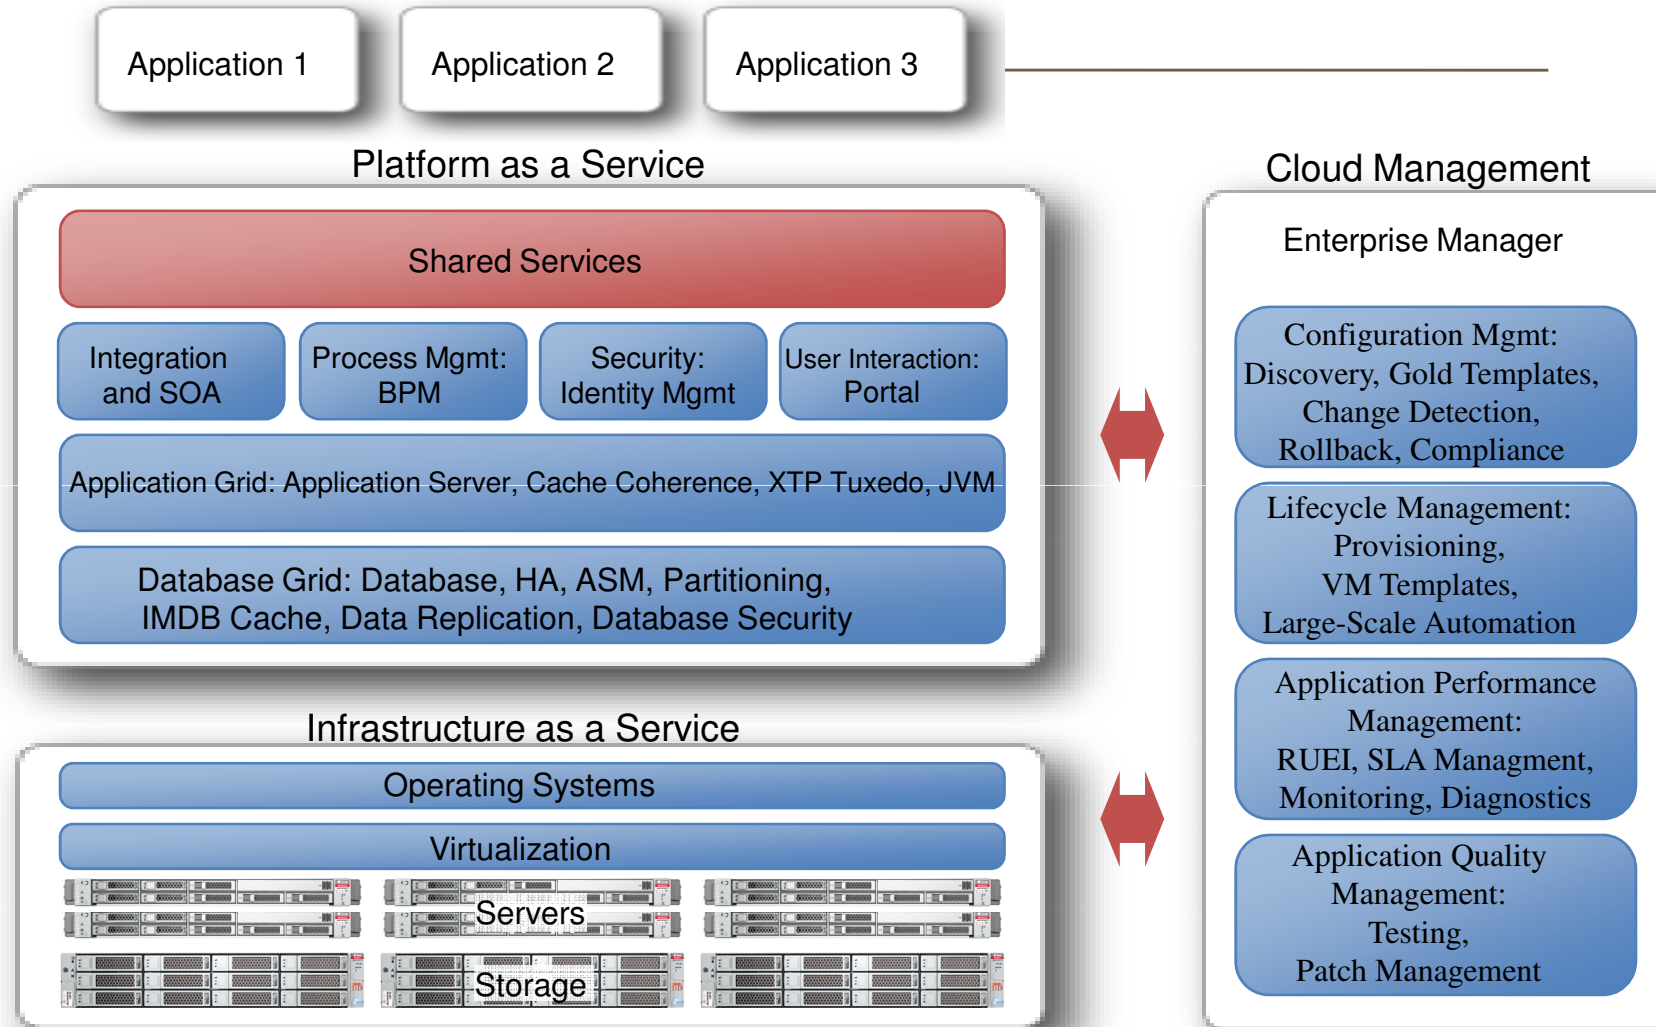 Application 1
Application 2
Application 3
Platform as a Service
Shared Services
Integration
and SOA
Process Mgmt:
BPM
Security:
Identity Mgmt
User Interaction:
Portal
Application Grid: Application Server, Cache Coherence, XTP Tuxedo, JVM
Database Grid: Database, HA, ASM, Partitioning,
IMDB Cache, Data Replication, Database Security
Infrastructure as a Service
Operating Systems
Virtualization
Servers
Storage
Cloud Management
Enterprise Manager
Configuration Mgmt:
Discovery, Gold Templates,
Change Detection,
Rollback, Compliance
Lifecycle Management:
Provisioning,
VM Templates,
Large-Scale Automation
Application Performance
Management:
RUEI, SLA Managment,
Monitoring, Diagnostics
Application Quality
Management:
Testing,
Patch Management